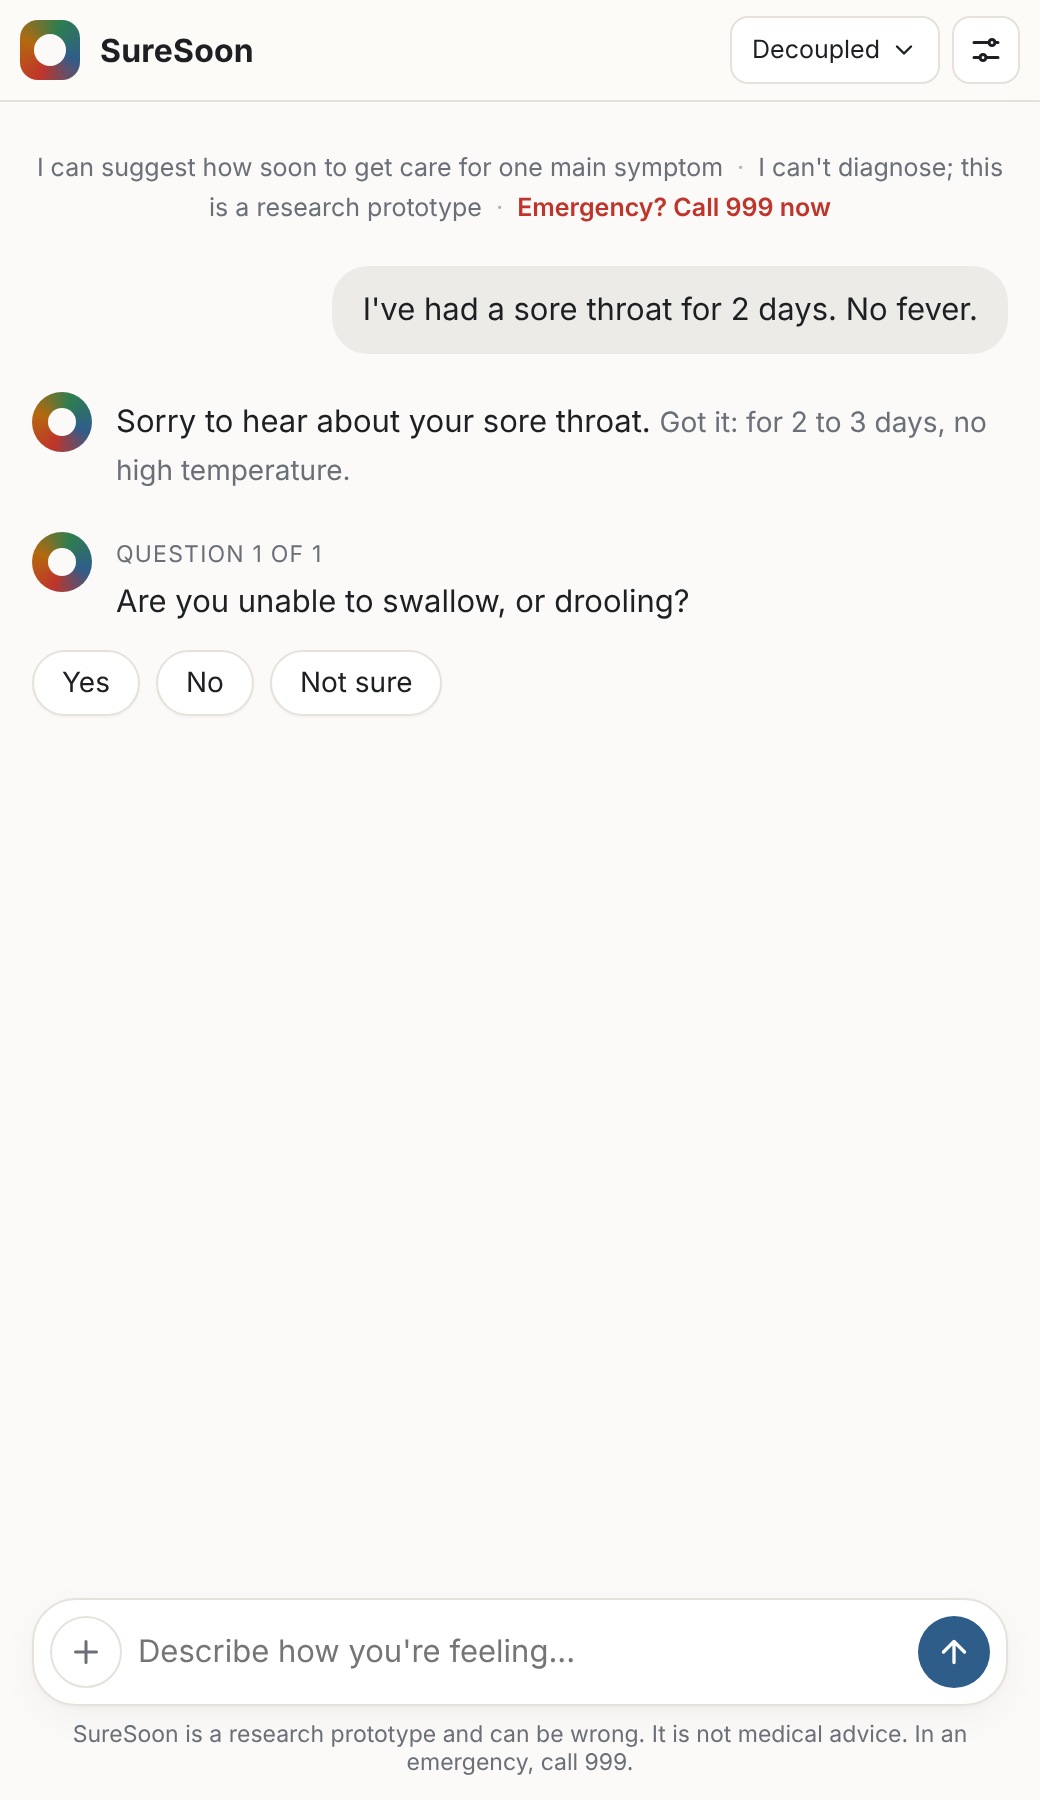 SureSoon
Decoupled
I can suggest how soon to get care for one main symptom · I can't diagnose; this
is a research prototype · Emergency? Call 999 now
I've had a sore throat for 2 days. No fever.
Sorry to hear about your sore throat. Got it: for 2 to 3 days, no
high temperature.
QUESTION 1 OF 1
Are you unable to swallow, or drooling?
Yes No Not sure
Describe how you're feeling...
SureSoon is a research prototype and can be wrong. It is not medical advice. In an
emergency, call 999.